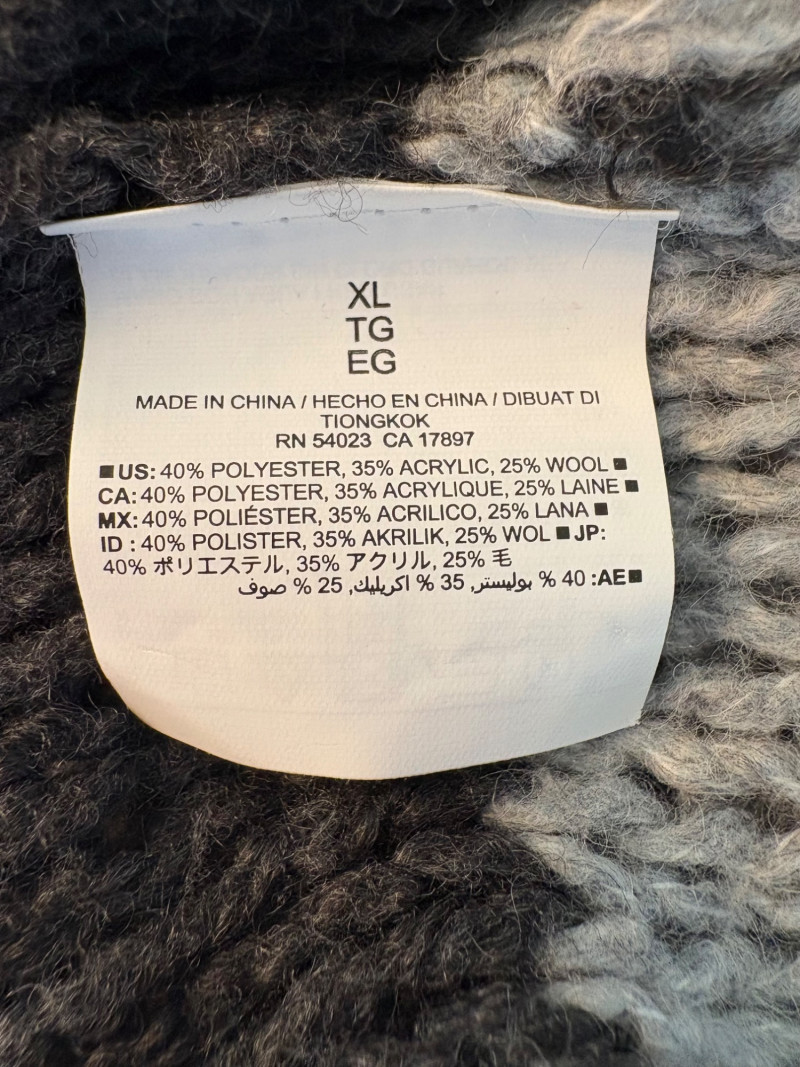 XL
TG
EG
MADE IN CHINA / HECHO EN CHINA / DIBUAT DI
TIONGKOK
RN 54023 CA 17897
■US: 40% POLYESTER, 35% ACRYLIC, 25% WOOL■
CA: 40% POLYESTER, 35% ACRYLIQUE, 25% LAINE■
MX: 40% POLIÉSTER, 35% ACRILICO, 25% LANA■
ID : 40% POLISTER, 35% AKRILIK, 25% WOL■JP:
40% ポリエステル, 35% アクリル, 25% 毛
■AE: 40 % بوليستر, 35 % اكريليك, 25 % صوف